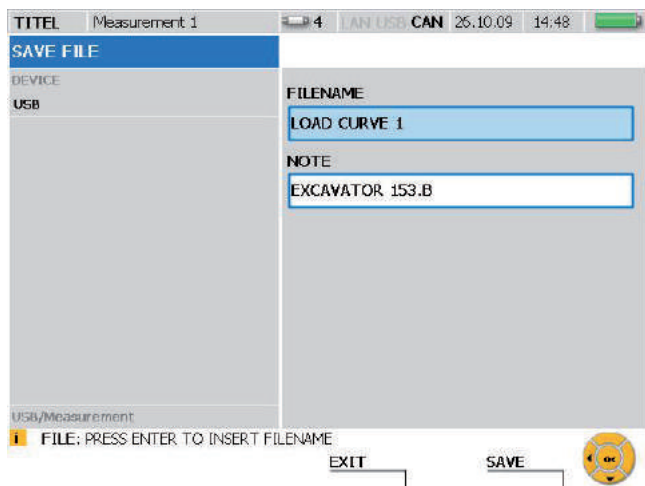 TITEL Measurement 1 4 LAN USB CAN 26.10.09 14:48
SAVE FILE
DEVICE
USB
FILENAME
LOAD CURVE 1
NOTE
EXCAVATOR 153.B
USB/Measurement
i FILE: PRESS ENTER TO INSERT FILENAME
EXIT SAVE
OK